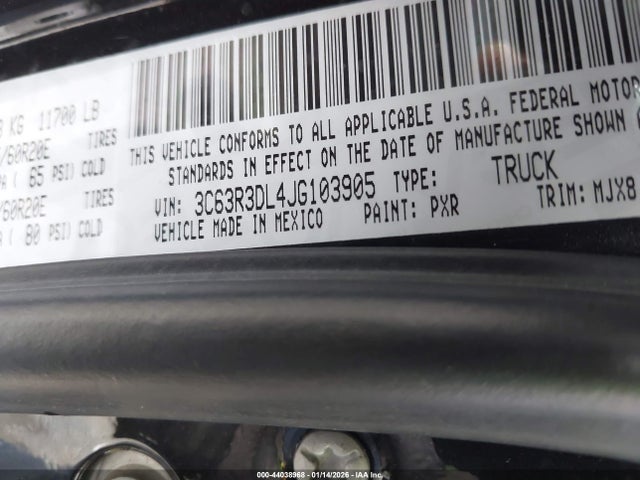 KG 11700 LB
/60R20E TIRES
( 65 PSI) COLD
/60R20E TIRES
( 80 PSI) COLD
THIS VEHICLE CONFORMS TO ALL APPLICABLE U.S.A. FEDERAL MOTOR
STANDARDS IN EFFECT ON THE DATE OF MANUFACTURE SHOWN
VIN: 3C63R3DL4JG103905 TYPE: TRUCK
VEHICLE MADE IN MEXICO PAINT: PXR TRIM: MJX8
000-44038968 - 01/14/2026 - IAA Inc.